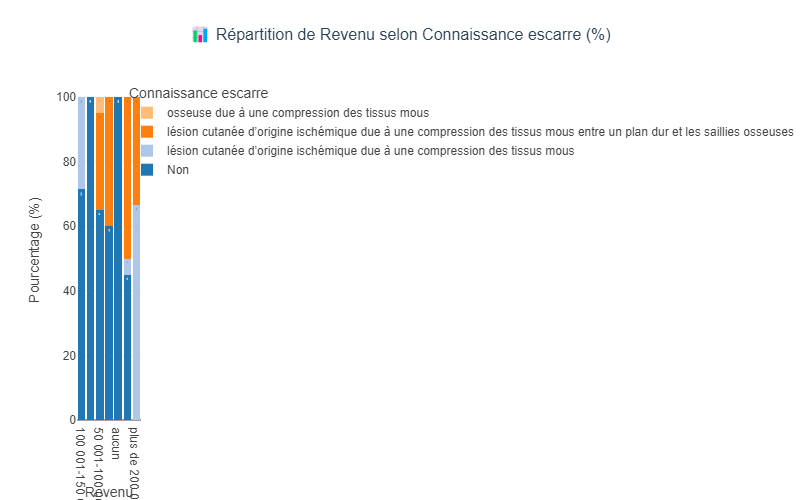 Répartition de Revenu selon Connaissance escarre (%)
Connaissance escarre
osseuse due à une compression des tissus mous
lésion cutanée d'origine ischémique due à une compression des tissus mous entre un plan dur et les saillies osseuses
lésion cutanée d'origine ischémique due à une compression des tissus mous
Non
Pourcentage (%)
100
80
60
40
20
0
100 001-150
50 001-100
aucun
plus de 200 0
Revenu